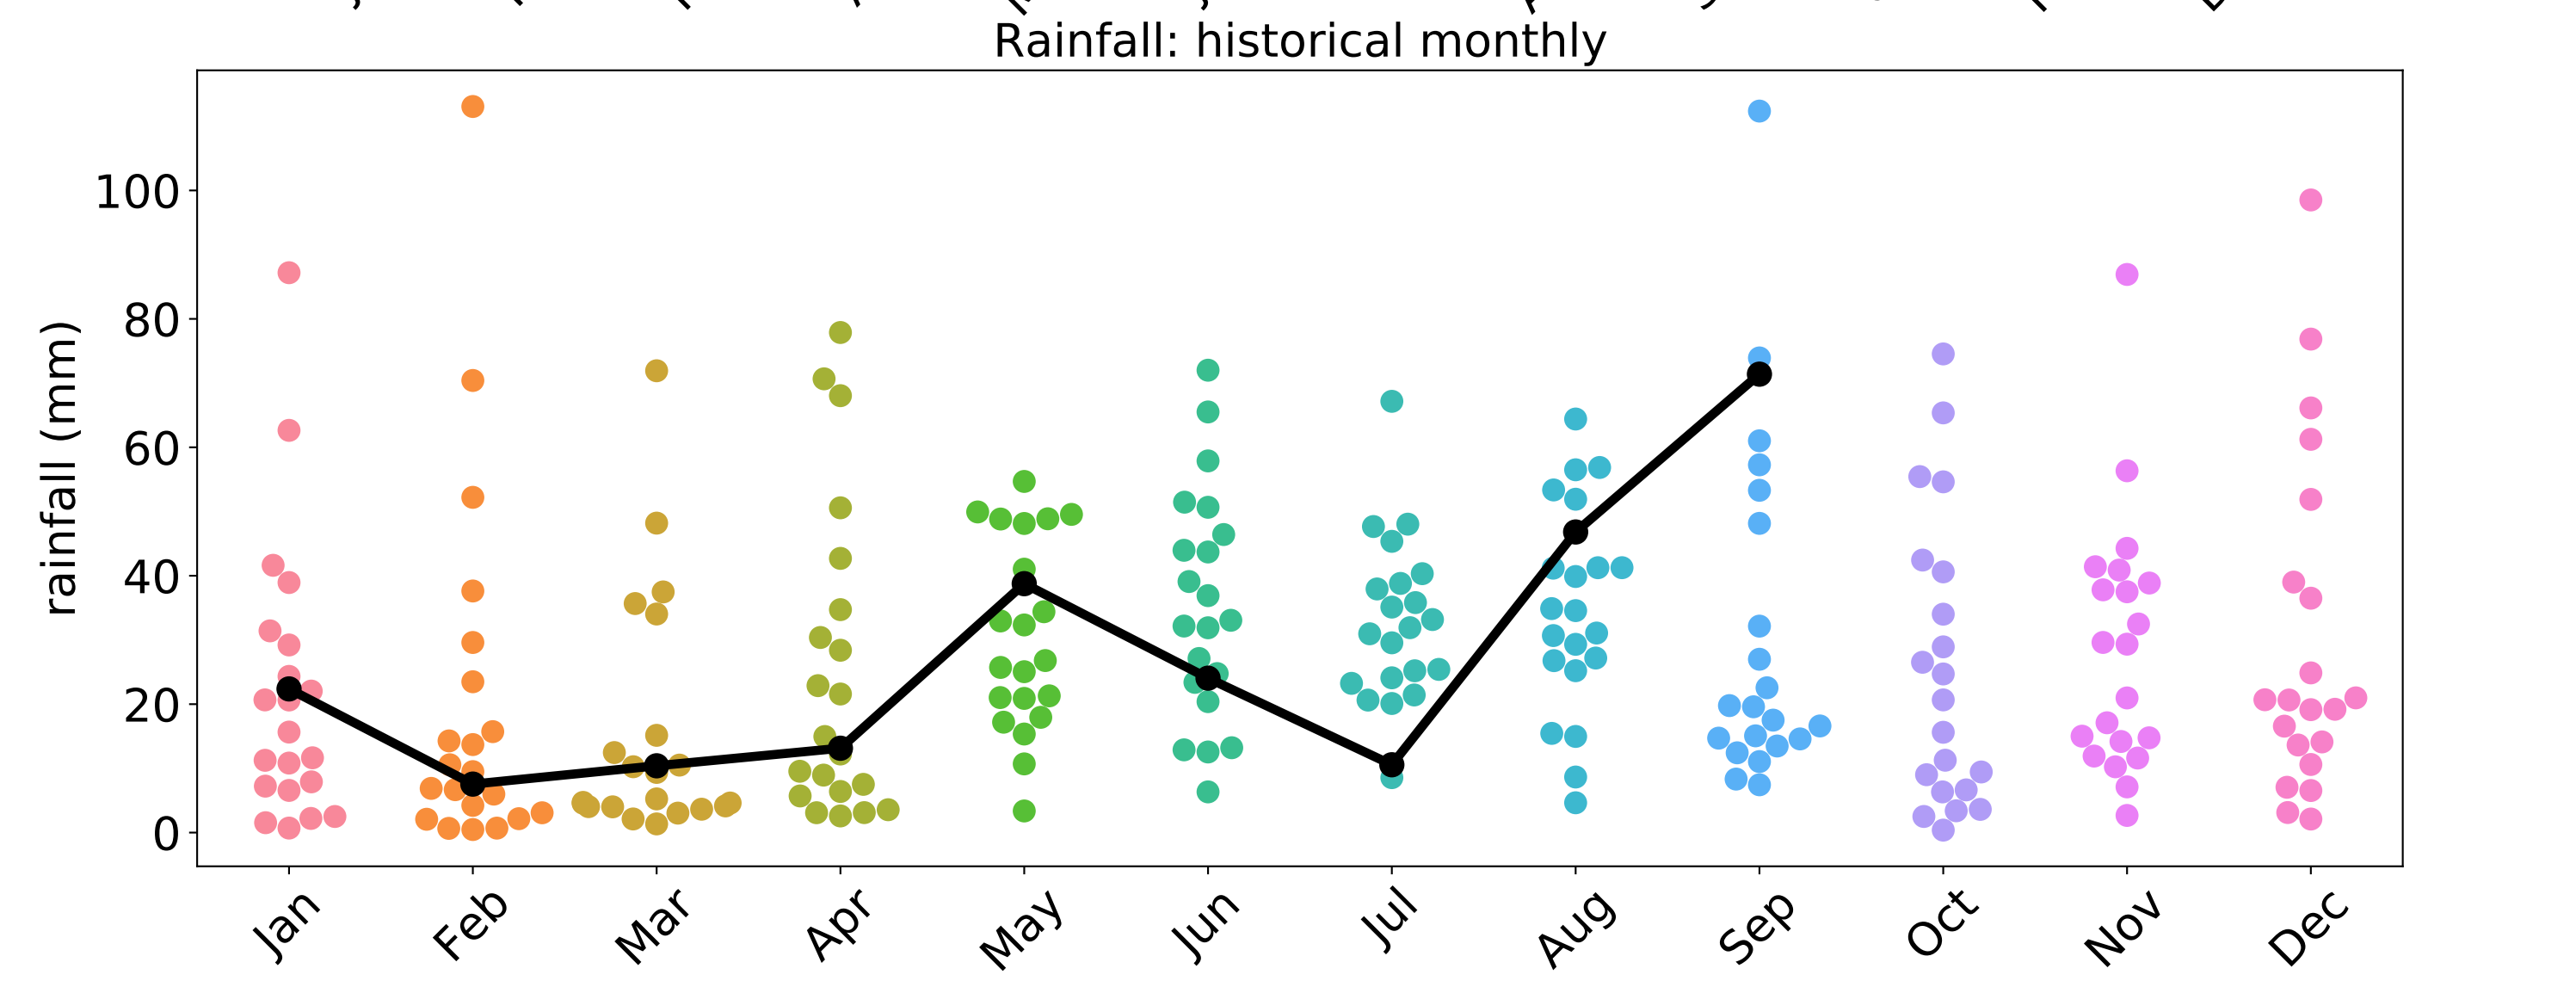 Rainfall: historical monthly
rainfall (mm)
100
80
60
40
20
0
Jan
Feb
Mar
Apr
May
Jun
Jul
Aug
Sep
Oct
Nov
Dec